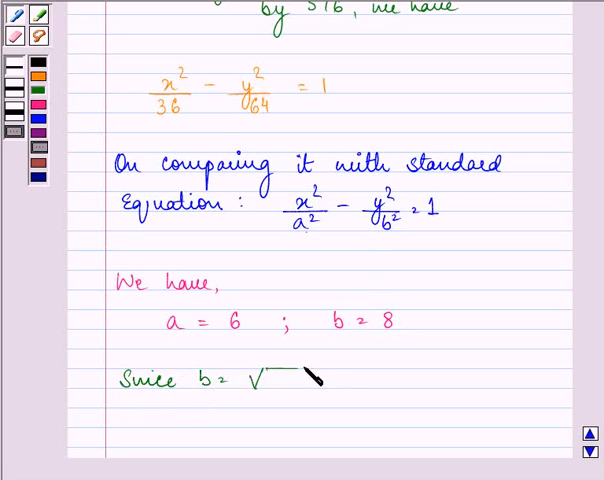 by 576, we have
x²/36 - y²/64 = 1
On comparing it with standard
Equation : x²/a² - y²/b² = 1
We have,
a = 6 ; b = 8
Since b = √